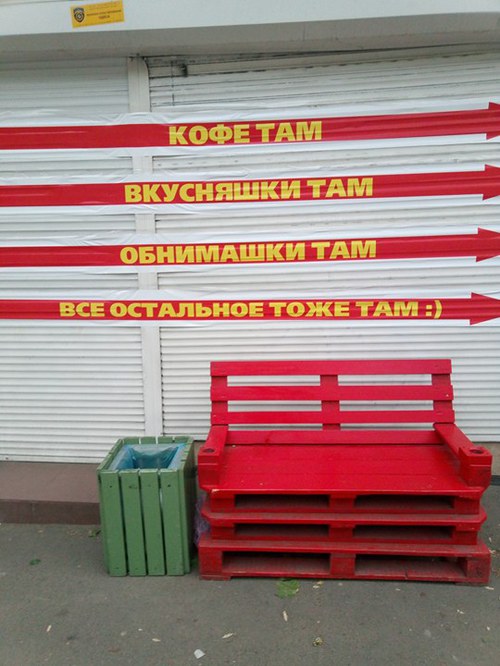 КОФЕ ТАМ
ВКУСНЯШКИ ТАМ
ОБНИМАШКИ ТАМ
ВСЕ ОСТАЛЬНОЕ ТОЖЕ ТАМ :)